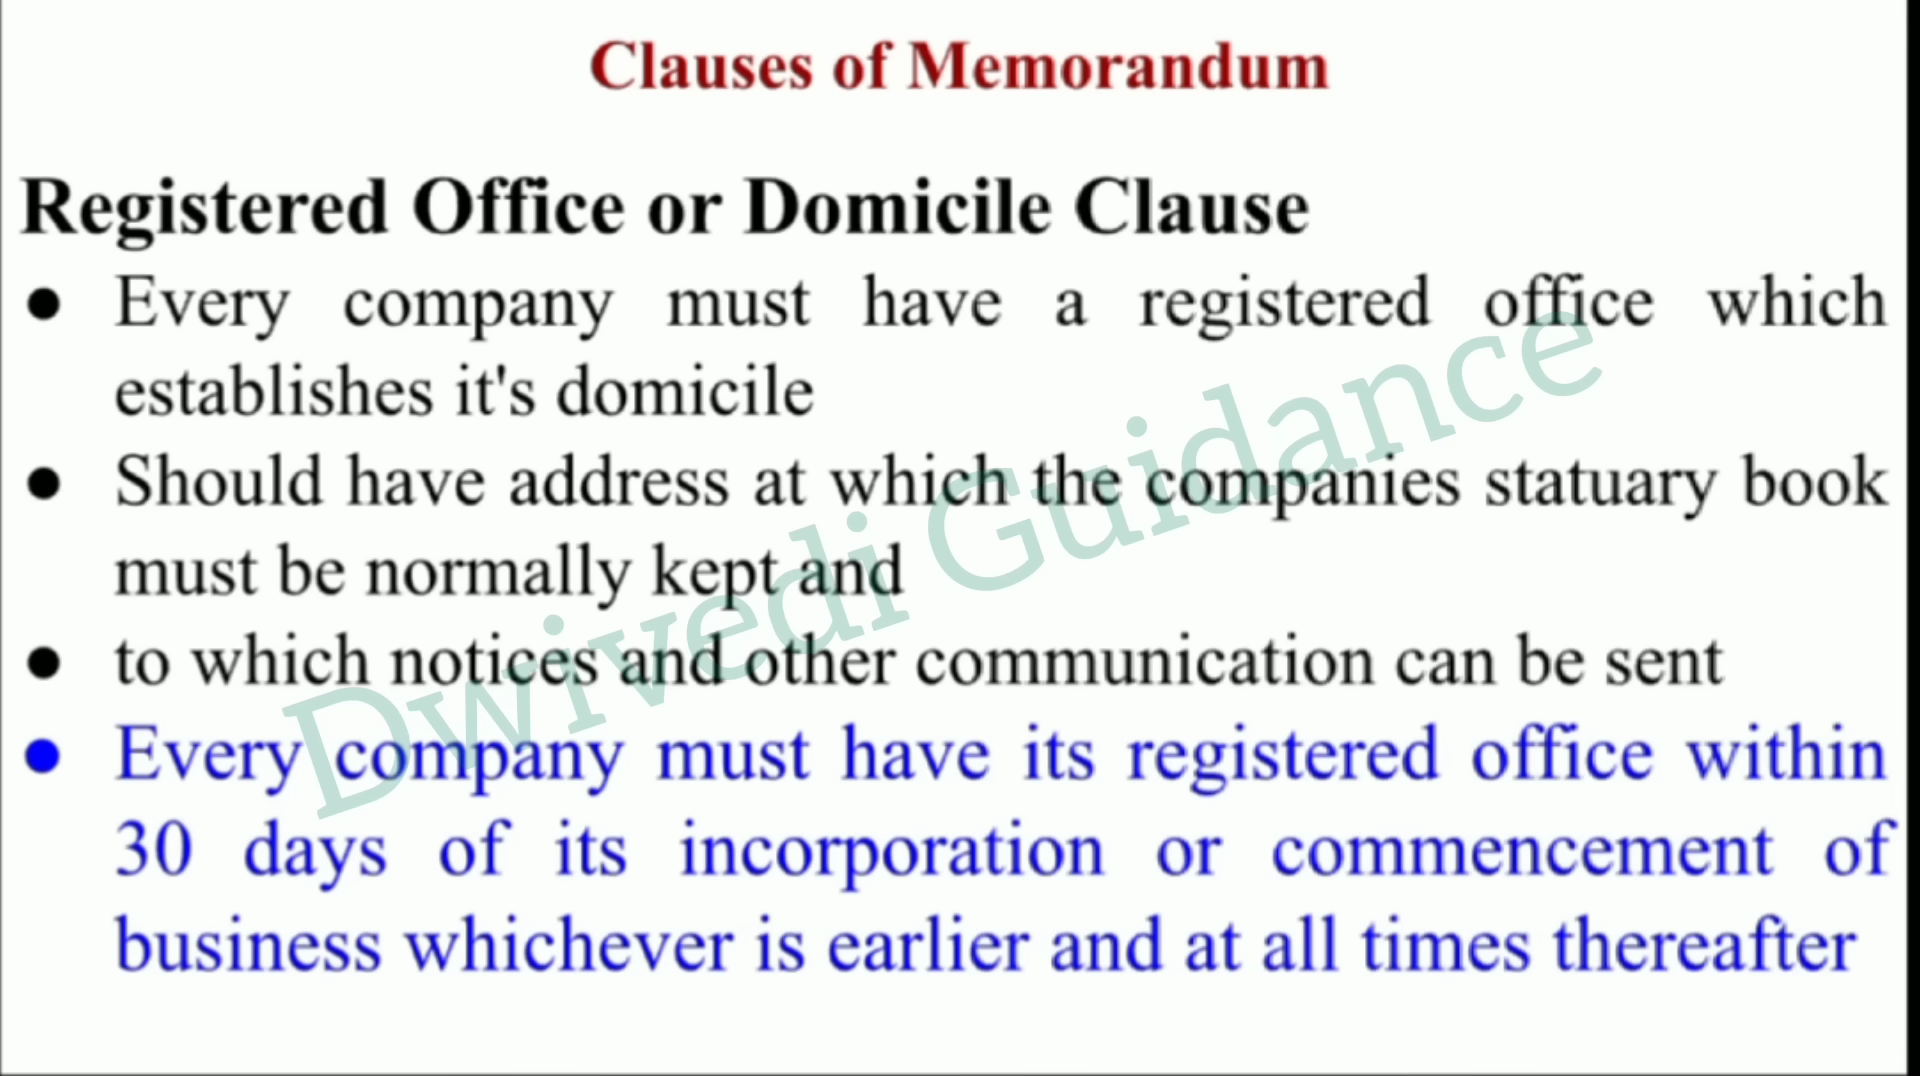 Clauses of Memorandum
Registered Office or Domicile Clause
● Every company must have a registered office which
establishes it's domicile
● Should have address at which the companies statuary book
must be normally kept and
● to which notices and other communication can be sent
● Every company must have its registered office within
30 days of its incorporation or commencement of
business whichever is earlier and at all times thereafter
Dwivedi Guidance